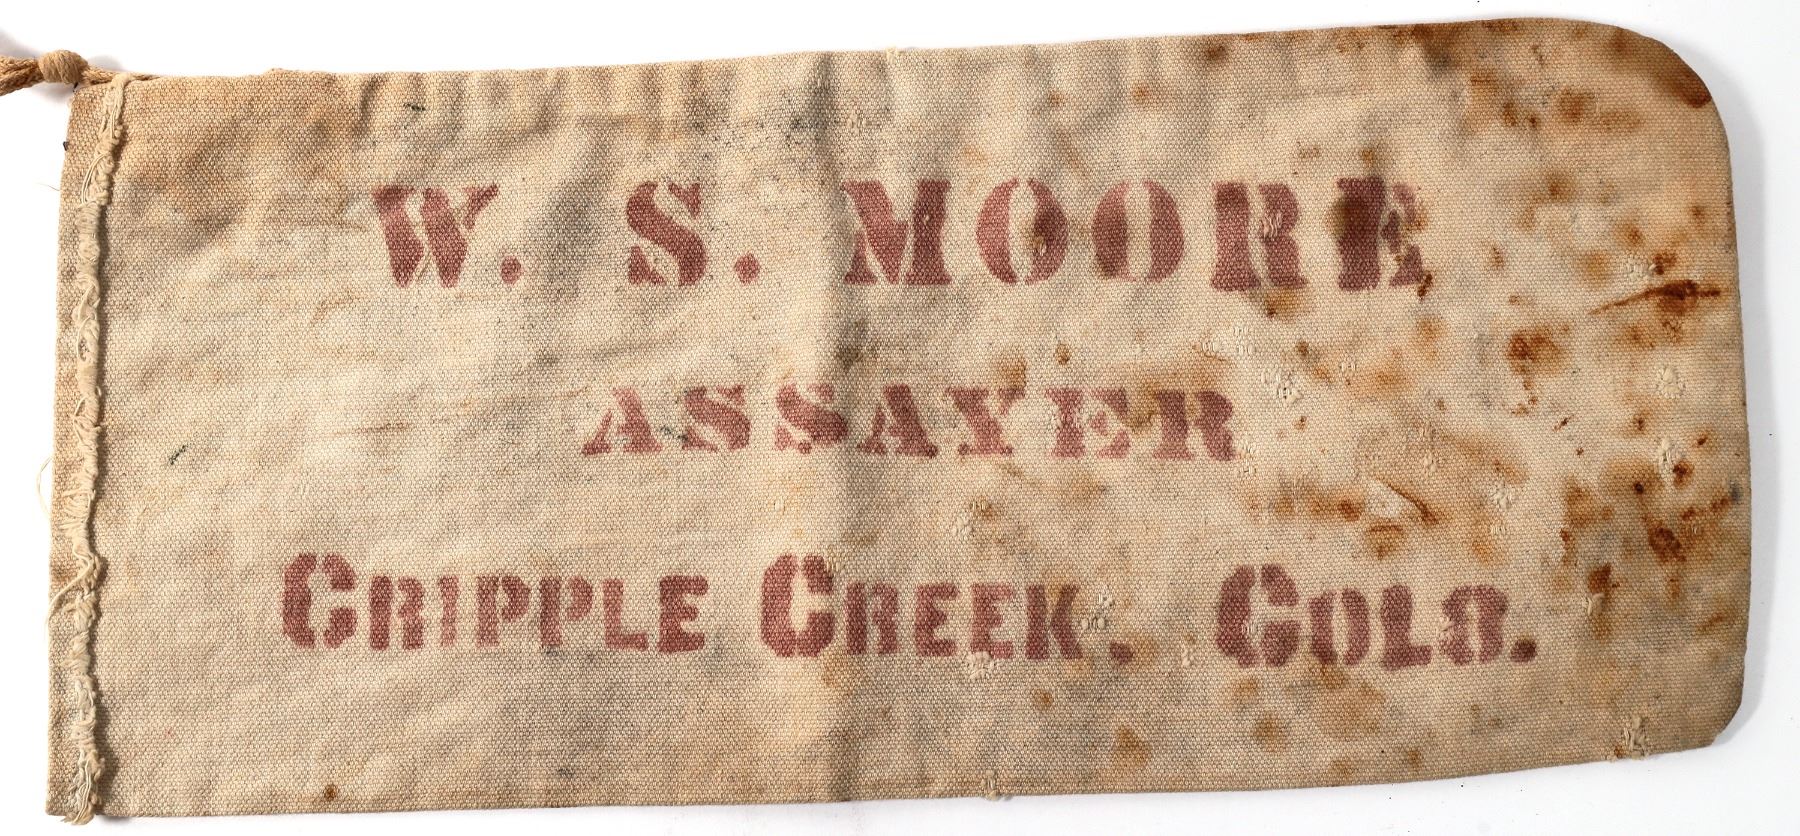 W. S. MOORE
ASSAYER
CRIPPLE CREEK, COLO.